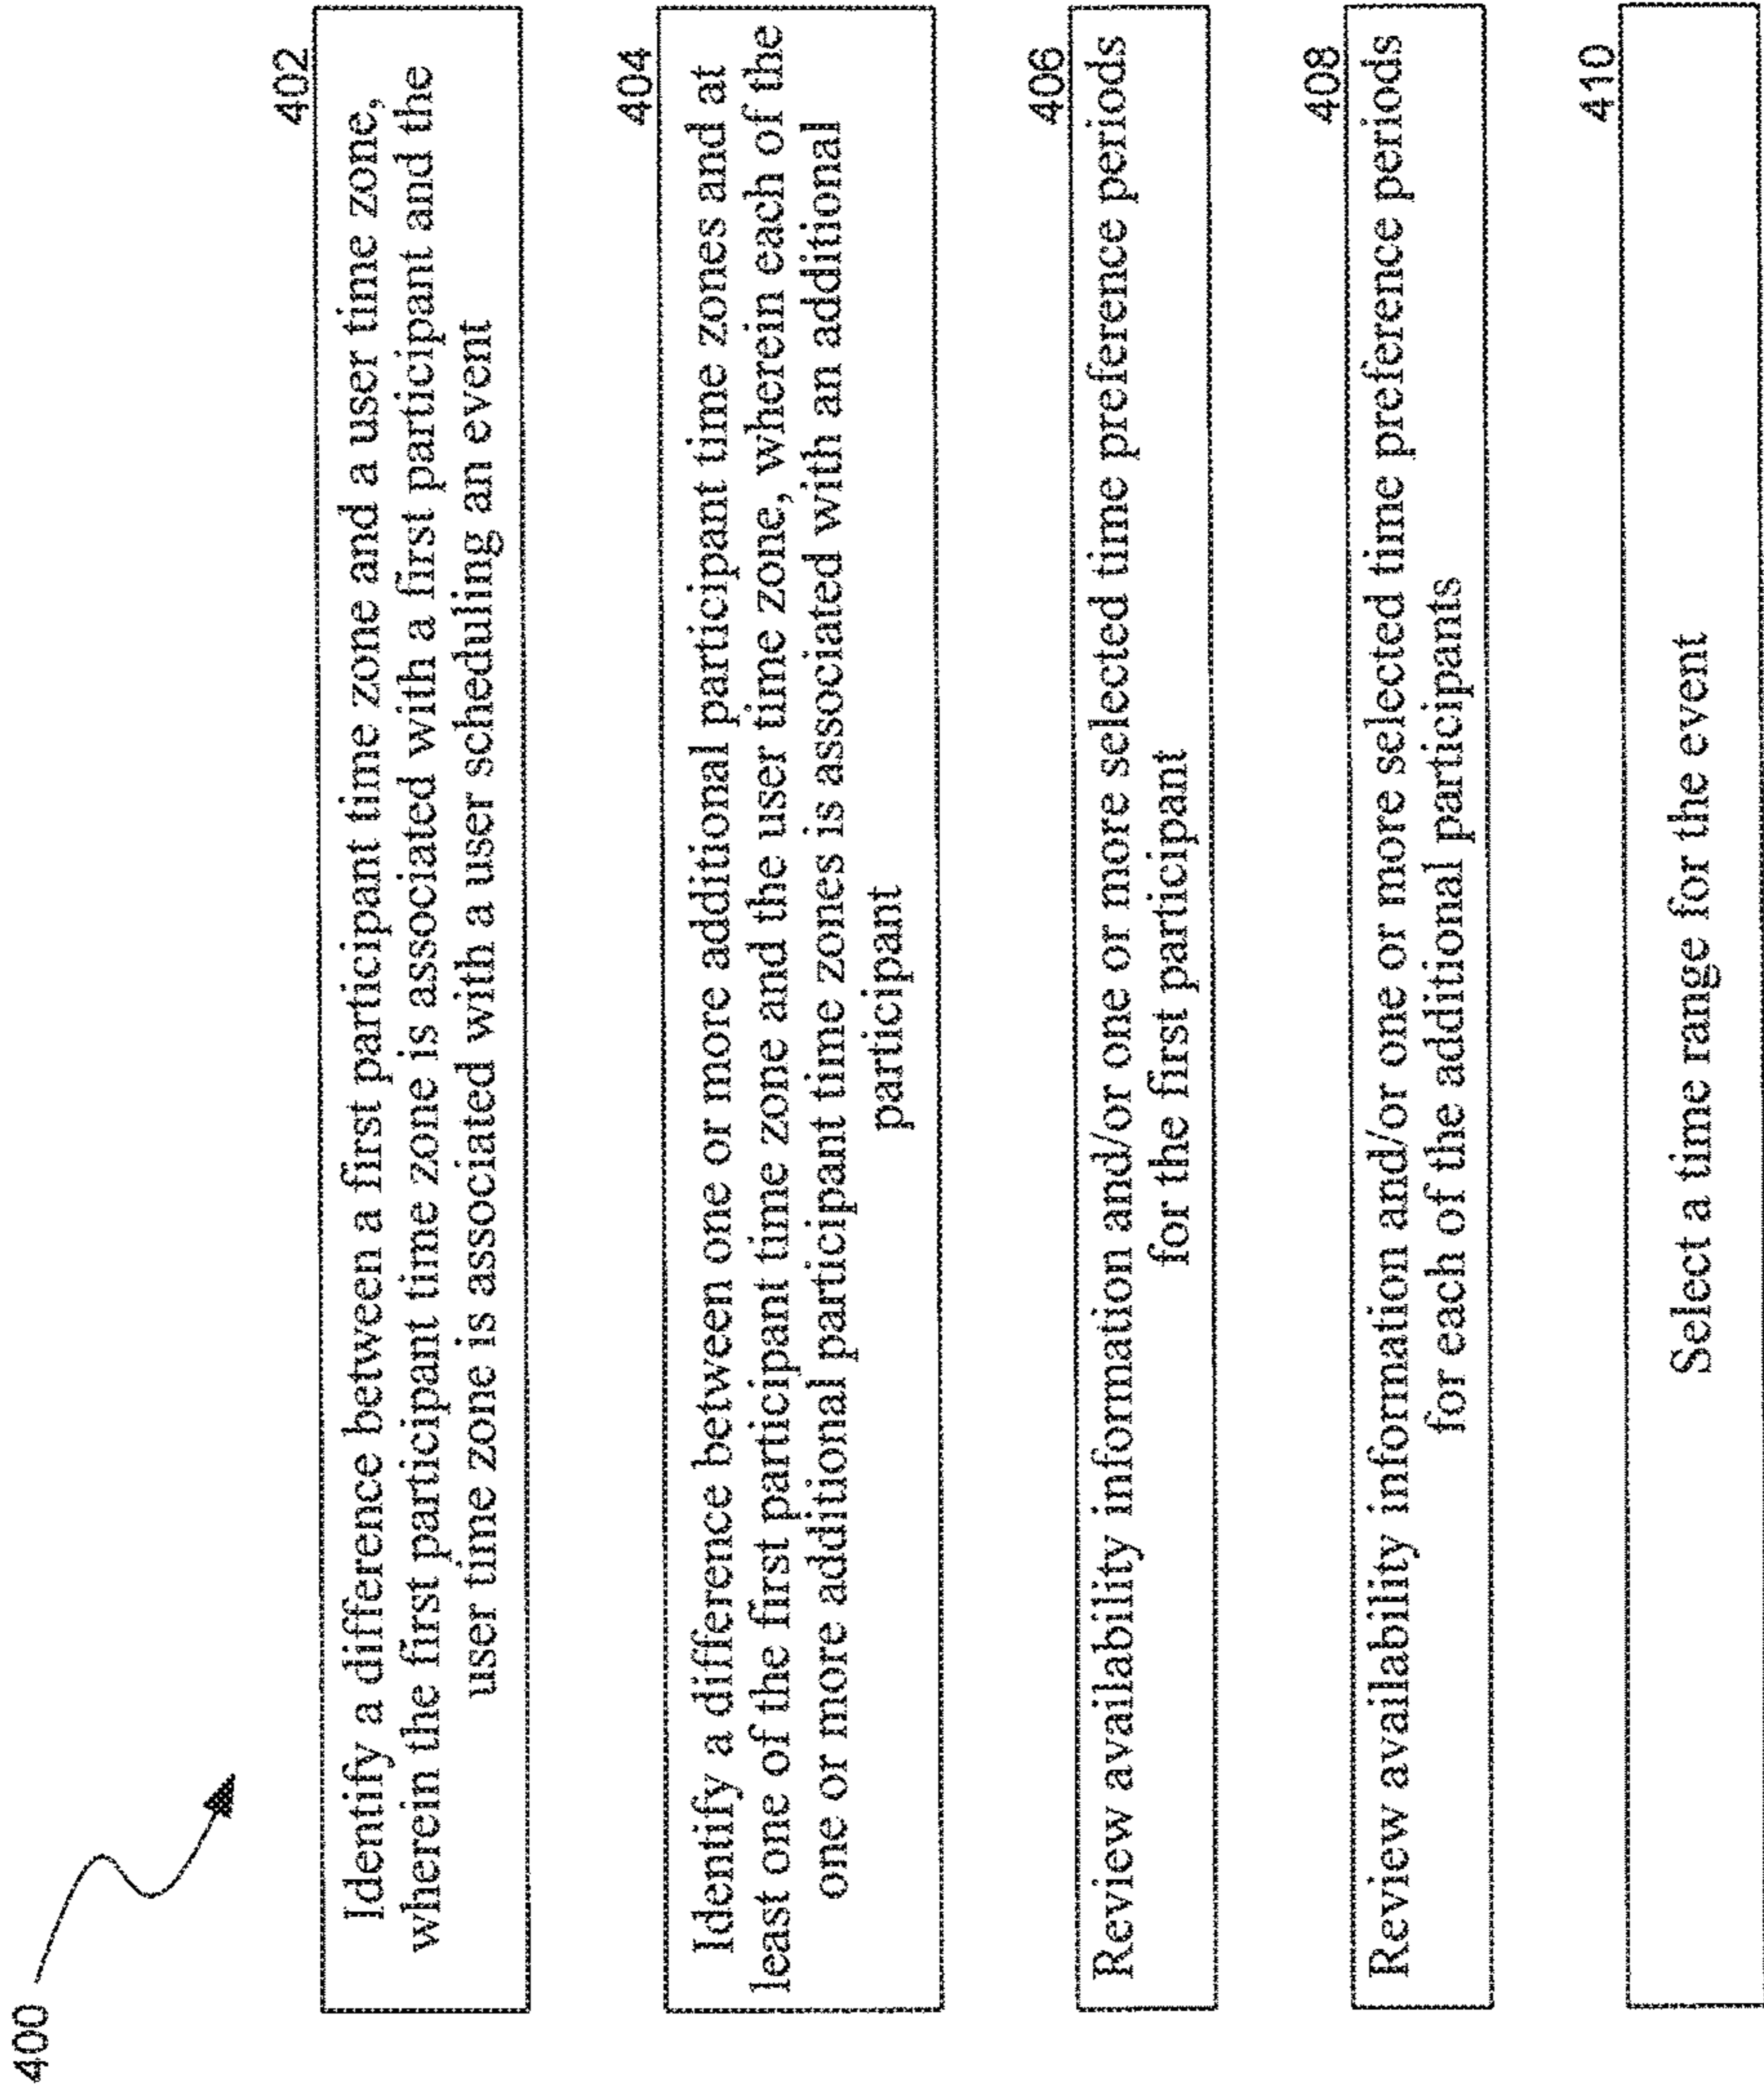 400
402
Identify a difference between a first participant time zone and a user time zone,
wherein the first participant time zone is associated with a first participant and the
user time zone is associated with a user scheduling an event
404
Identify a difference between one or more additional participant time zones and at
least one of the first participant time zone and the user time zone, wherein each of the
one or more additional participant time zones is associated with an additional
participant
406
Review availability information and/or one or more selected time preference periods
for the first participant
408
Review availability information and/or one or more selected time preference periods
for each of the additional participants
410
Select a time range for the event